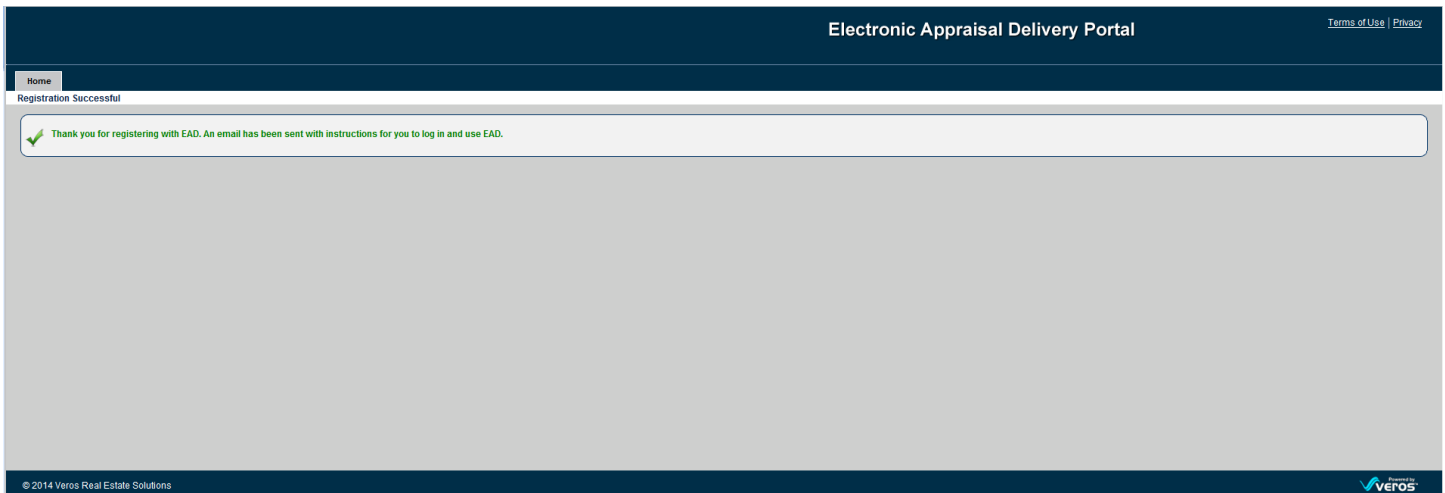 Electronic Appraisal Delivery Portal
Terms of Use | Privacy
Home
Registration Successful
Thank you for registering with EAD. An email has been sent with instructions for you to log in and use EAD.
© 2014 Veros Real Estate Solutions
Powered by
veros